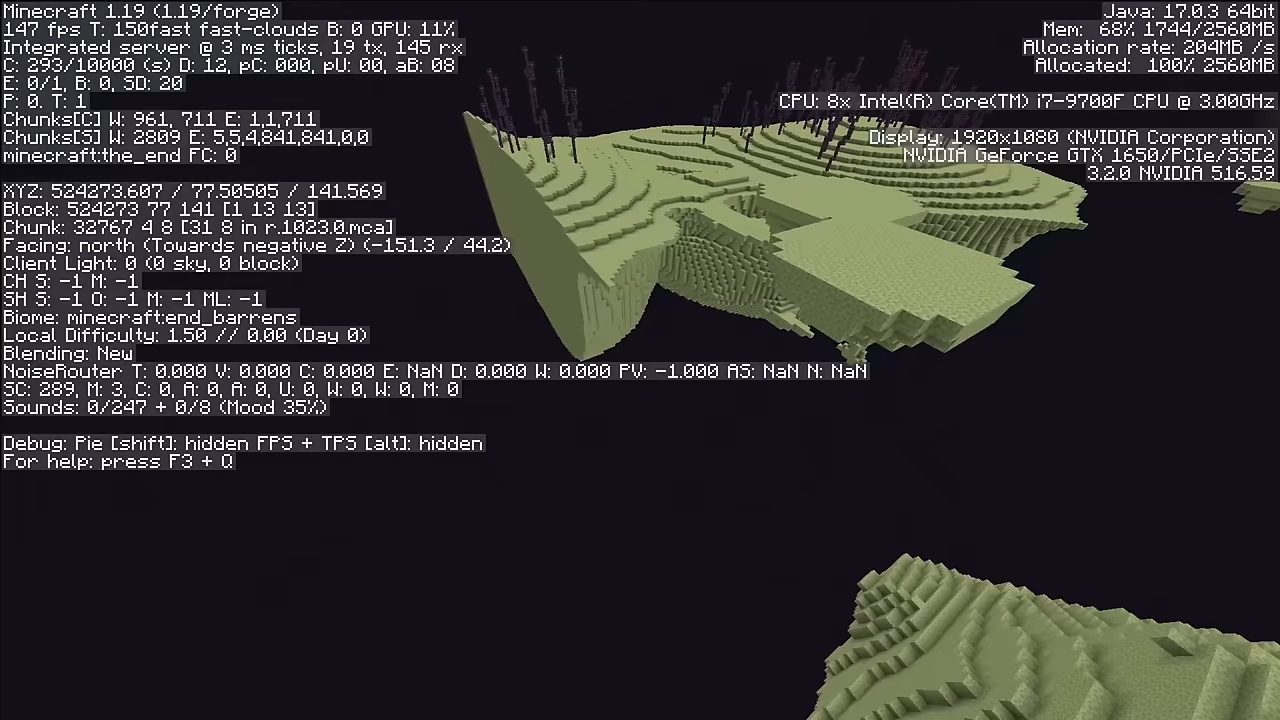 Minecraft 1.19 (1.19/forge)
147 fps T: 150fast fast-clouds B: 0 GPU: 11%
Integrated server @ 3 ms ticks, 19 tx, 145 rx
C: 293/10000 (s) D: 12, pC: 000, pU: 00, aB: 08
E: 0/1, B: 0, SD: 20
P: 0. T: 1
Chunks[C] W: 961, 711 E: 1,1,711
Chunks[S] W: 2809 E: 5,5,4,841,841,0,0
minecraft:the_end FC: 0
XYZ: 524273.607 / 77.50505 / 141.569
Block: 524273 77 141 [1 13 13]
Chunk: 32767 4 8 [31 8 in r.1023.0.mca]
Facing: north (Towards negative Z) (-151.3 / 44.2)
Client Light: 0 (0 sky, 0 block)
CH S: -1 M: -1
SH S: -1 O: -1 M: -1 ML: -1
Biome: minecraft:end_barrens
Local Difficulty: 1.50 // 0.00 (Day 0)
Blending: New
NoiseRouter T: 0.000 V: 0.000 C: 0.000 E: NaN D: 0.000 W: 0.000 PV: -1.000 AS: NaN N: NaN
SC: 289, M: 3, C: 0, A: 0, A: 0, U: 0, W: 0, W: 0, M: 0
Sounds: 0/247 + 0/8 (Mood 35%)
Debug: Pie [shift]: hidden FPS + TPS [alt]: hidden
For help: press F3 + Q
Java: 17.0.3 64bit
Mem: 68% 1744/2560MB
Allocation rate: 204MB /s
Allocated: 100% 2560MB
CPU: 8x Intel(R) Core(TM) i7-9700F CPU @ 3.00GHz
Display: 1920x1080 (NVIDIA Corporation)
NVIDIA GeForce GTX 1650/PCIe/SSE2
3.2.0 NVIDIA 516.59